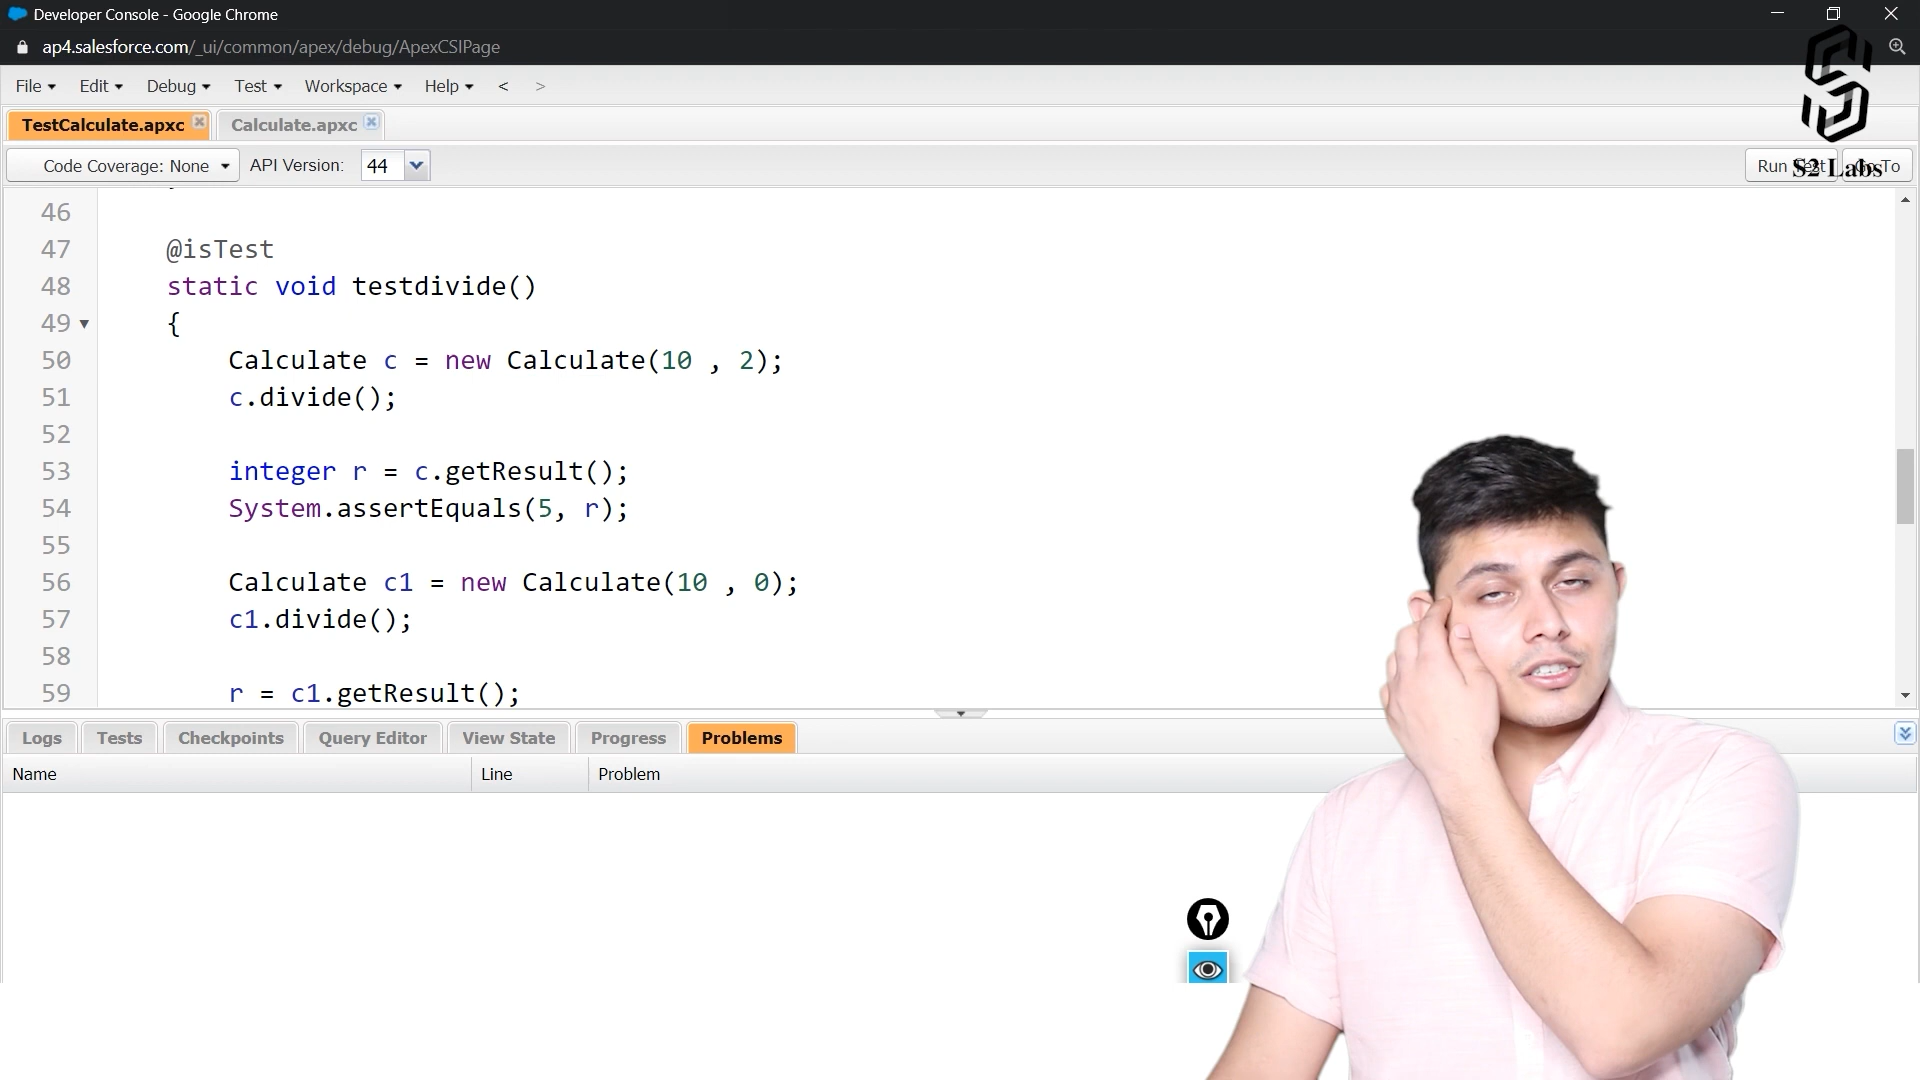 Developer Console - Google Chrome
ap4.salesforce.com/_ui/common/apex/debug/ApexCSIPage
File Edit Debug Test Workspace Help < >
TestCalculate.apxc Calculate.apxc
Code Coverage: None API Version: 44 Run Test Go To
S2 Labs
46
47 @isTest
48 static void testdivide()
49 {
50 Calculate c = new Calculate(10 , 2);
51 c.divide();
52
53 integer r = c.getResult();
54 System.assertEquals(5, r);
55
56 Calculate c1 = new Calculate(10 , 0);
57 c1.divide();
58
59 r = c1.getResult();
Logs Tests Checkpoints Query Editor View State Progress Problems
Name Line Problem